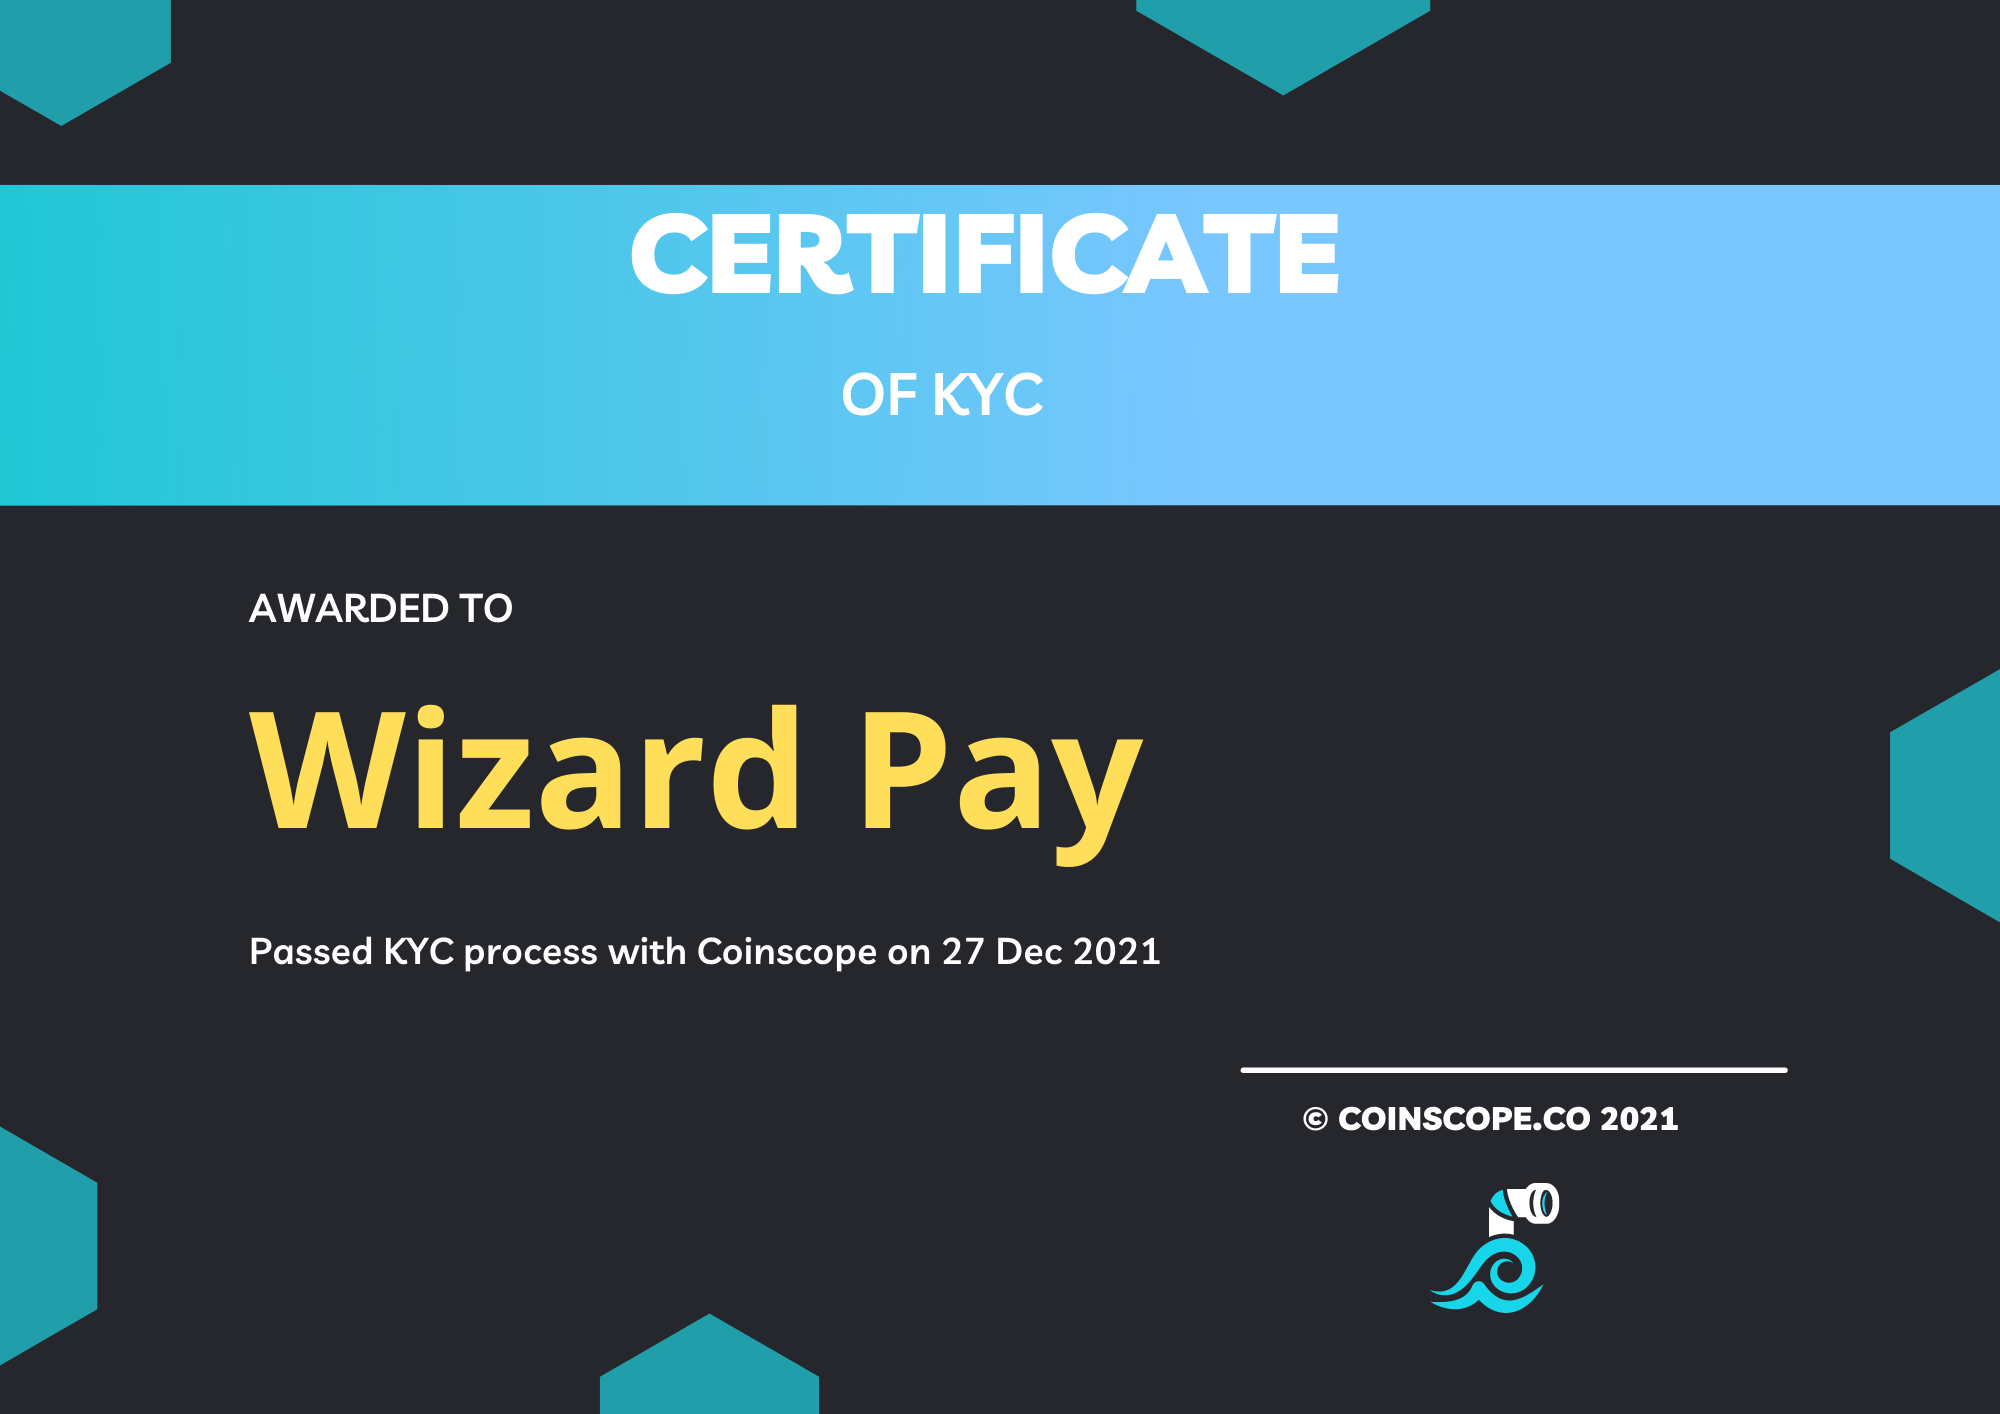 CERTIFICATE
OF KYC
AWARDED TO
Wizard Pay
Passed KYC process with Coinscope on 27 Dec 2021
© COINSCOPE.CO 2021